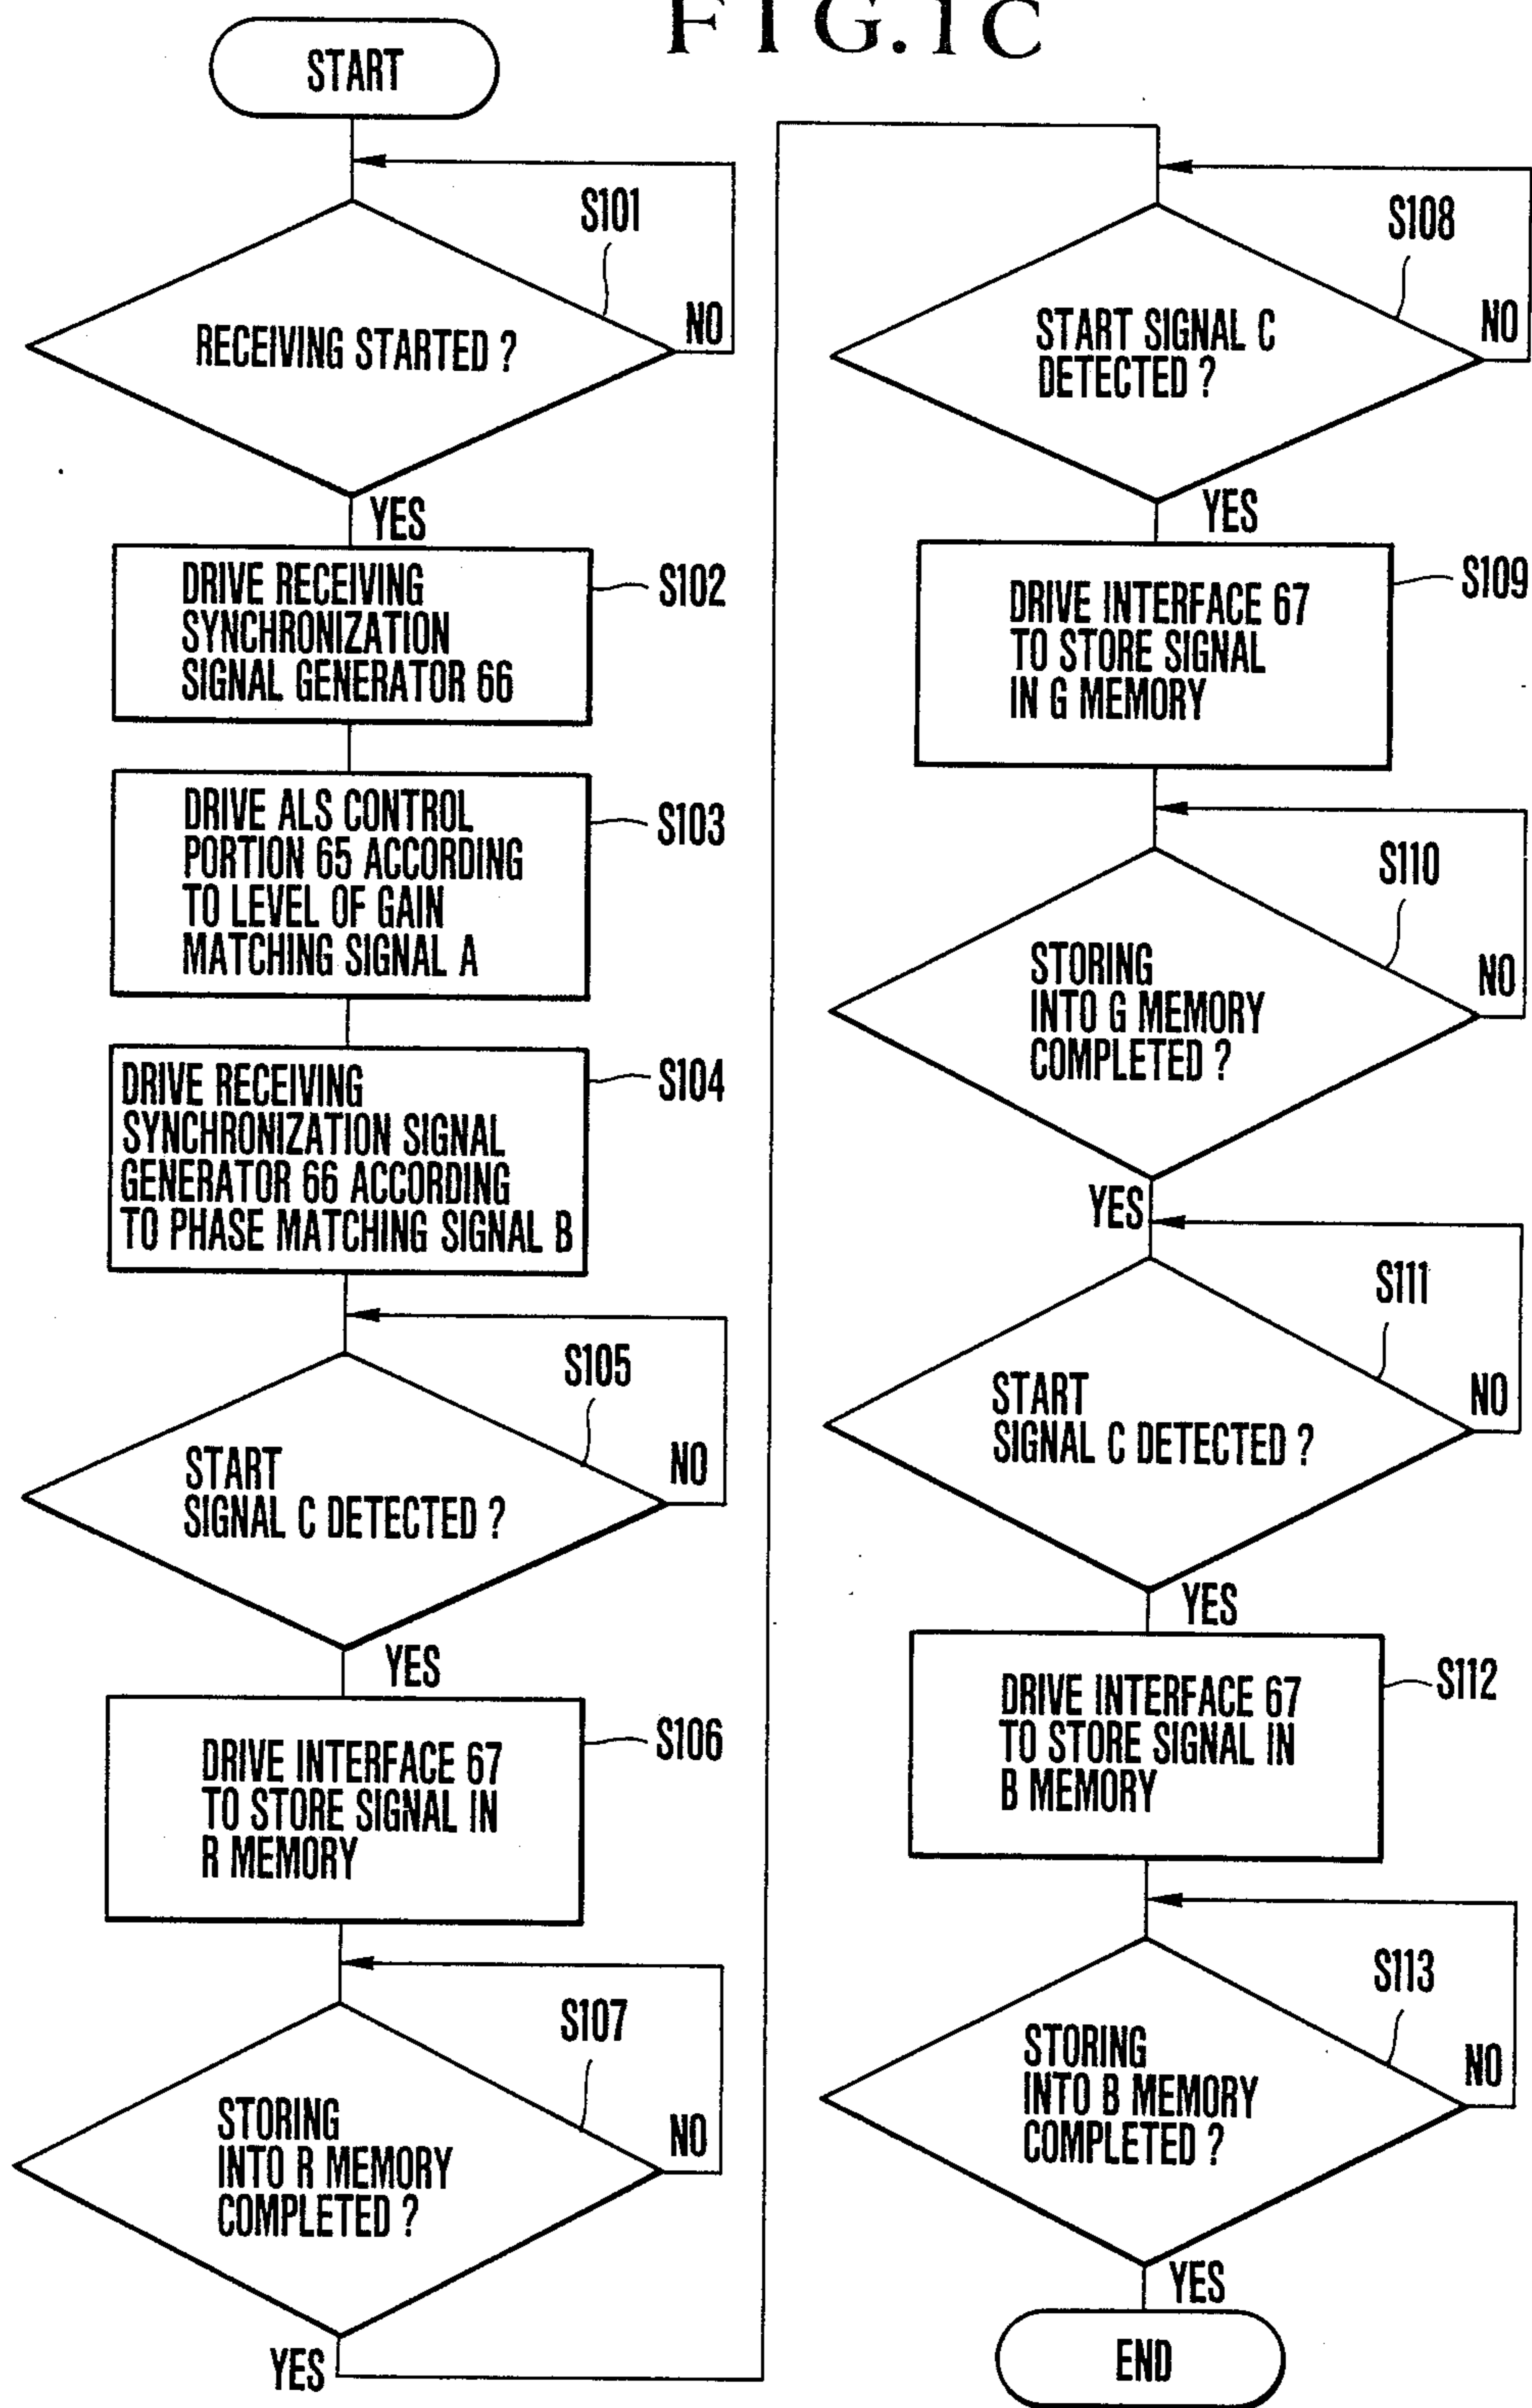 FIG. 1C
START
S101
RECEIVING STARTED ?
NO
YES
DRIVE RECEIVING
SYNCHRONIZATION
SIGNAL GENERATOR 66
S102
DRIVE ALS CONTROL
PORTION 65 ACCORDING
TO LEVEL OF GAIN
MATCHING SIGNAL A
S103
DRIVE RECEIVING
SYNCHRONIZATION SIGNAL
GENERATOR 66 ACCORDING
TO PHASE MATCHING SIGNAL B
S104
S105
START
SIGNAL C DETECTED ?
NO
YES
DRIVE INTERFACE 67
TO STORE SIGNAL IN
R MEMORY
S106
S107
STORING
INTO R MEMORY
COMPLETED ?
NO
YES
S108
START SIGNAL C
DETECTED ?
NO
YES
DRIVE INTERFACE 67
TO STORE SIGNAL
IN G MEMORY
S109
S110
STORING
INTO G MEMORY
COMPLETED ?
NO
YES
S111
START
SIGNAL C DETECTED ?
NO
YES
DRIVE INTERFACE 67
TO STORE SIGNAL IN
B MEMORY
S112
S113
STORING
INTO B MEMORY
COMPLETED ?
NO
YES
END